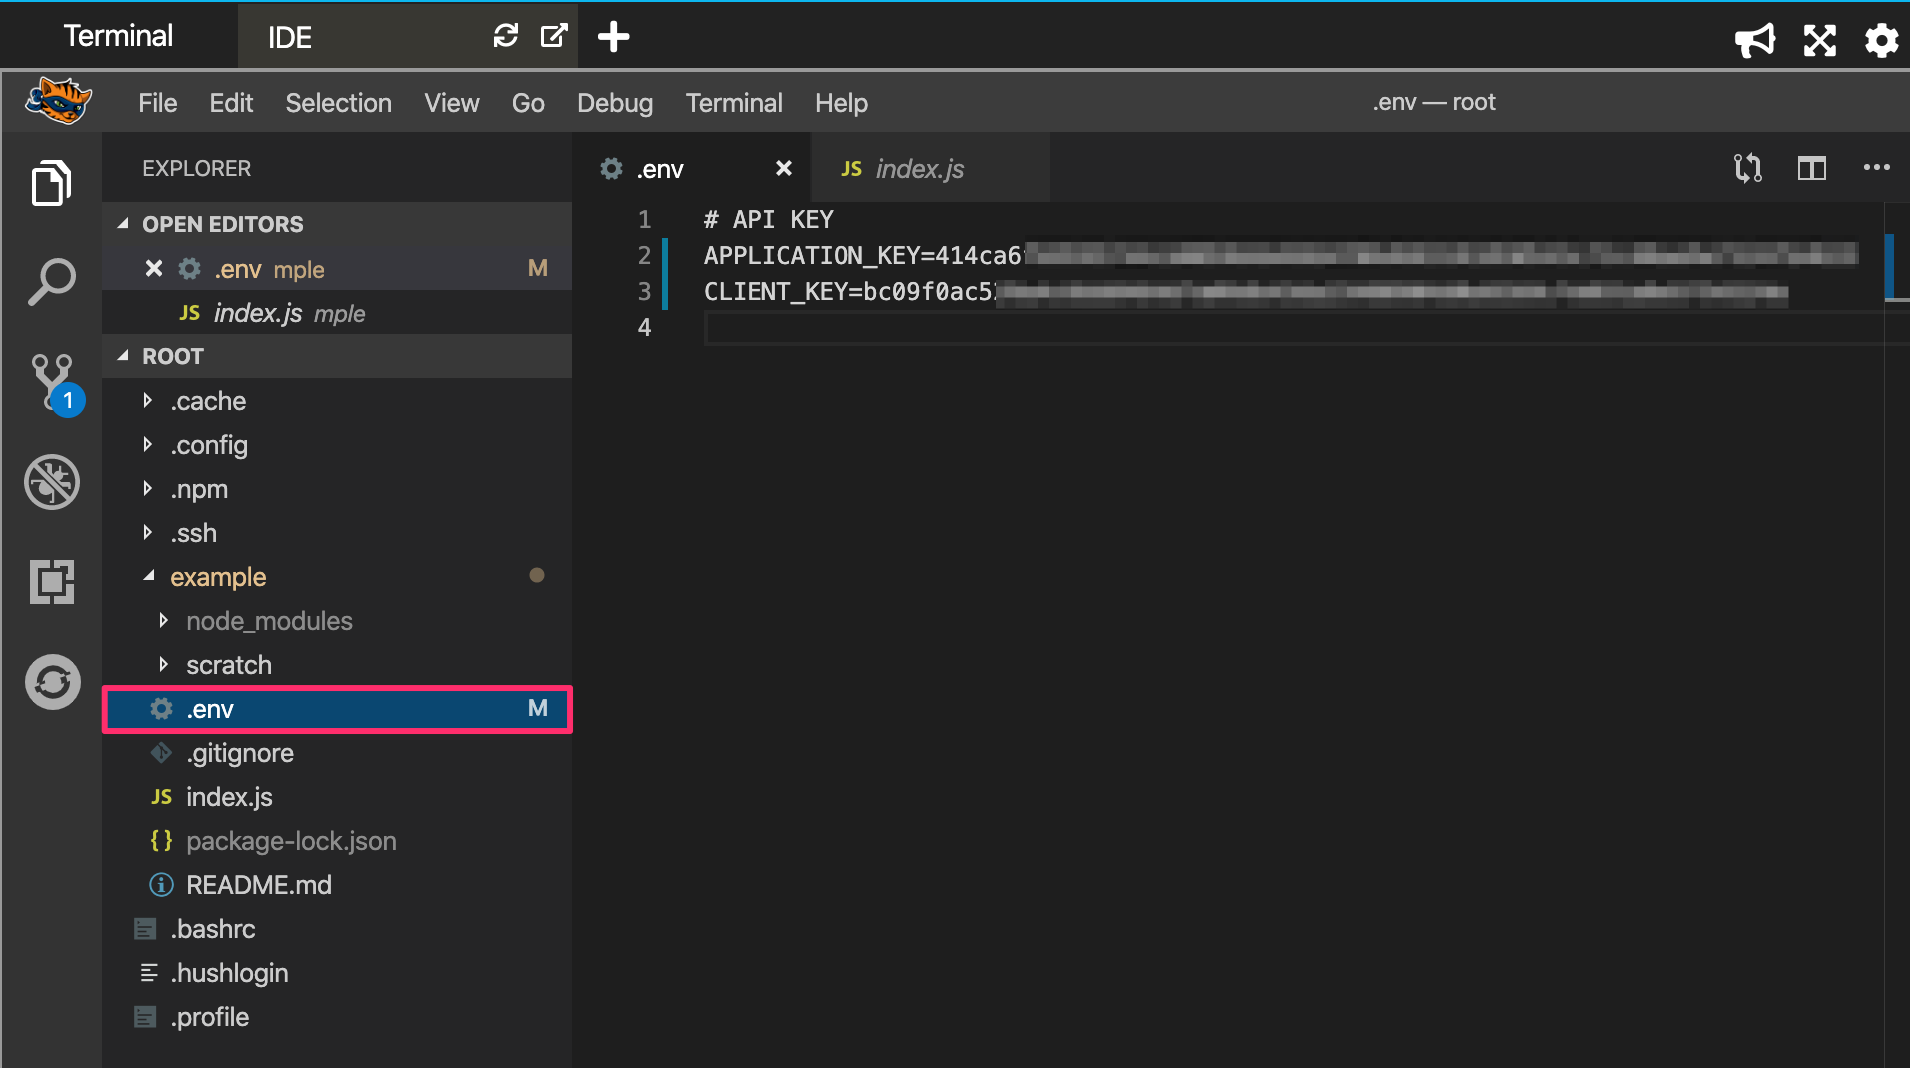 Terminal
IDE
File Edit Selection View Go Debug Terminal Help
.env — root
EXPLORER
OPEN EDITORS
.env mple M
JS index.js mple
ROOT
.cache
.config
.npm
.ssh
example
node_modules
scratch
.env M
.gitignore
JS index.js
{ } package-lock.json
README.md
.bashrc
.hushlogin
.profile
1
.env
JS index.js
1 # API KEY
2 APPLICATION_KEY=414ca6
3 CLIENT_KEY=bc09f0ac5
4